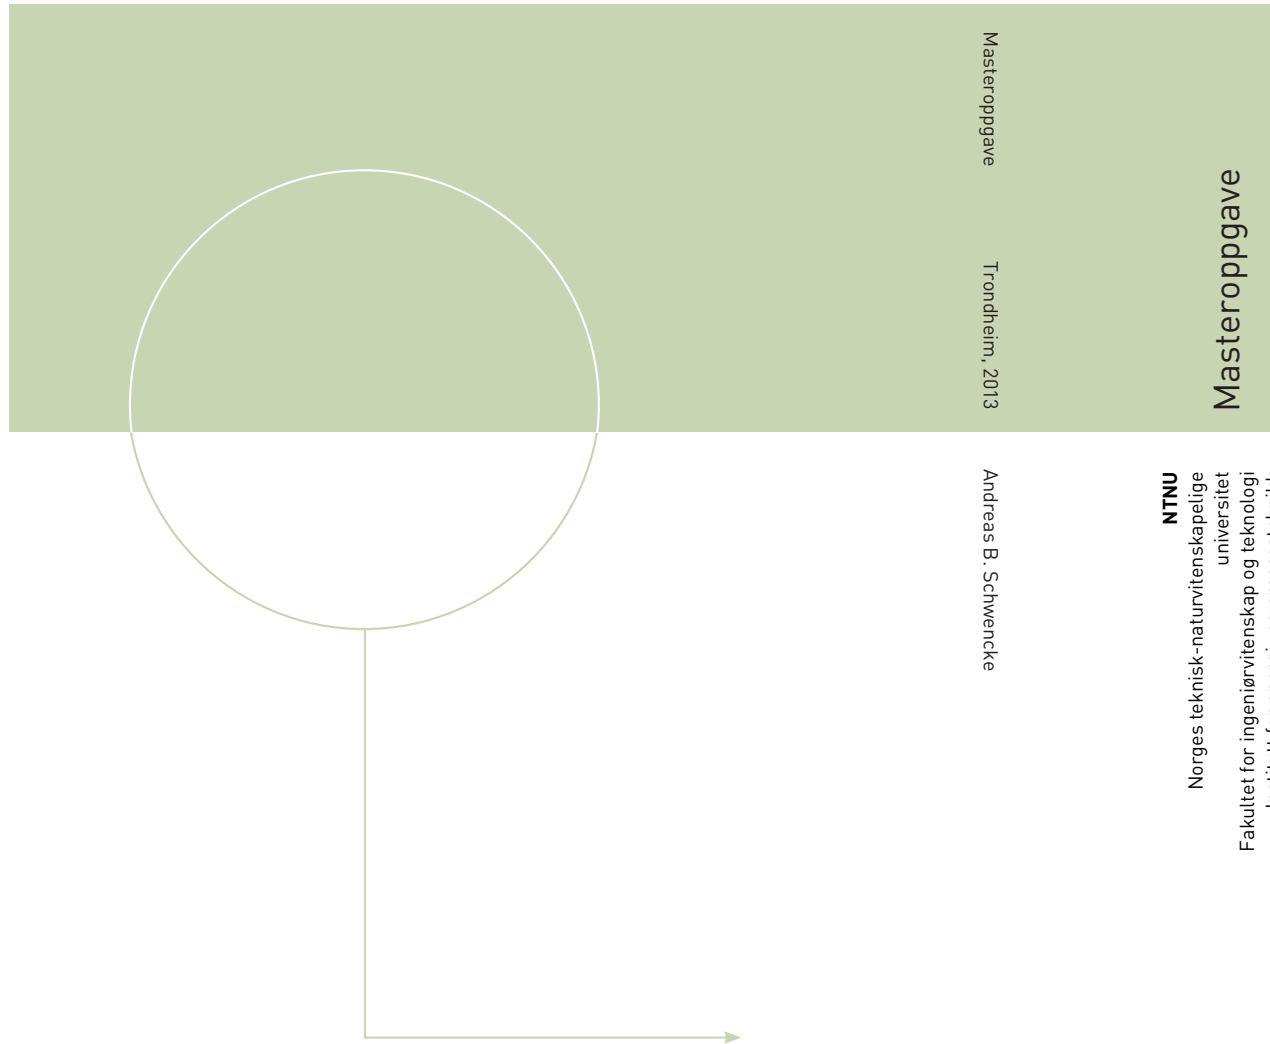 Masteroppgave
Trondheim, 2013
Andreas B. Schwencke
Masteroppgave
NTNU
Norges teknisk-naturvitenskapelige
universitet
Fakultet for ingeniørvitenskap og teknologi